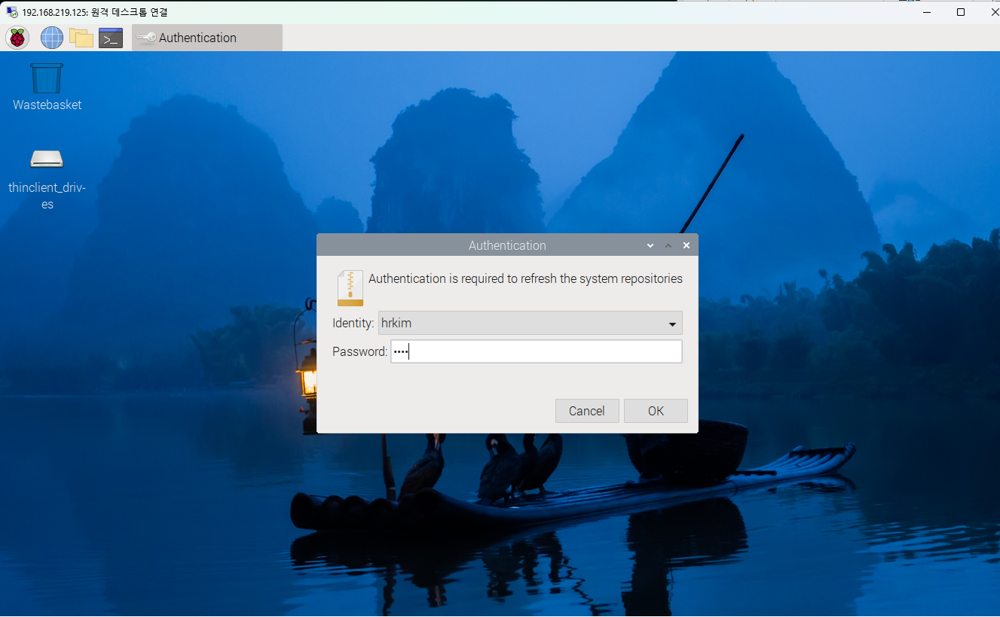 192.168.219.125: 원격 데스크톱 연결
Authentication
Wastebasket
thinclient_driv-
es
Authentication
Authentication is required to refresh the system repositories
Identity: hrkim
Password: ••••
Cancel OK